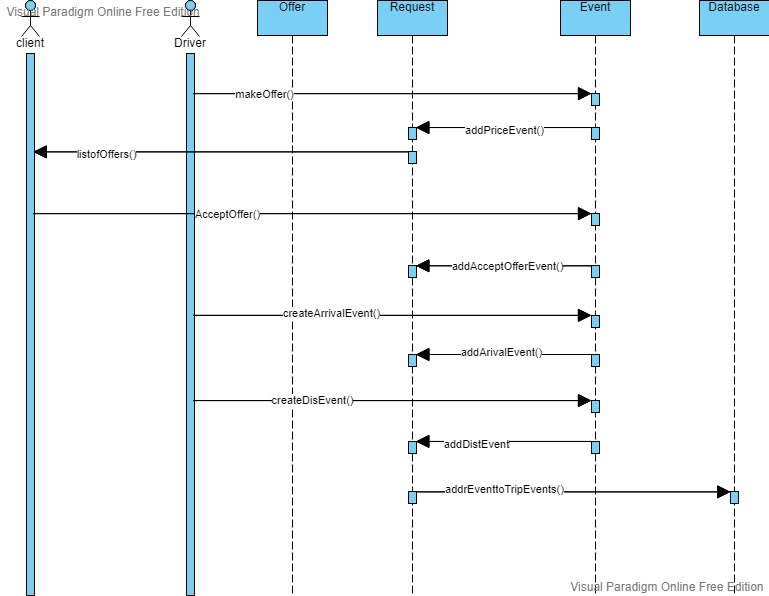 Visual Paradigm Online Free Edition
Offer
Request
Event
Database
client
Driver
makeOffer()
addPriceEvent()
listofOffers()
AcceptOffer()
addAcceptOfferEvent()
createArrivalEvent()
addArivalEvent()
createDisEvent()
addDistEvent
addrEventtoTripEvents()
Visual Paradigm Online Free Edition